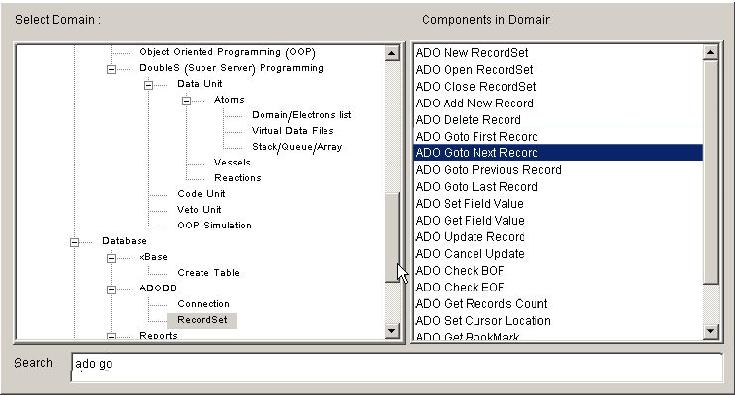 Select Domain :
Object Oriented Programming (OOP)
DoubleS (Super Server) Programming
Data Unit
Atoms
Domain/Electrons list
Virtual Data Files
Stack/Queue/Array
Vessels
Reactions
Code Unit
Veto Unit
OOP Simulation
Database
xBase
Create Table
ADODB
Connection
RecordSet
Reports
Components in Domain
ADO New RecordSet
ADO Open RecordSet
ADO Close RecordSet
ADO Add New Record
ADO Delete Record
ADO Goto First Record
ADO Goto Next Record
ADO Goto Previous Record
ADO Goto Last Record
ADO Set Field Value
ADO Get Field Value
ADO Update Record
ADO Cancel Update
ADO Check BOF
ADO Check EOF
ADO Get Records Count
ADO Set Cursor Location
ADO Get BookMark
Search
ado go